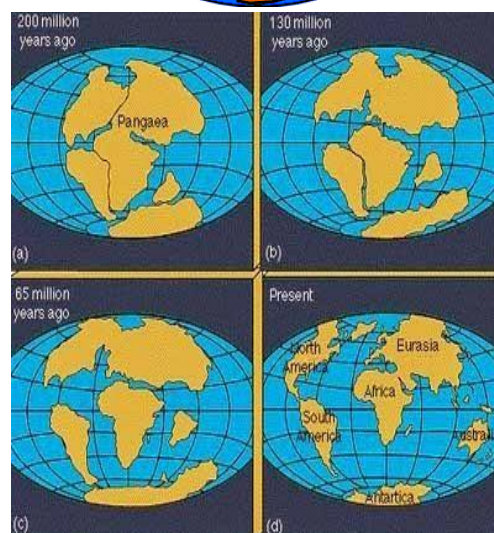 200 million
years ago
Pangaea
(a)
130 million
years ago
(b)
65 million
years ago
(c)
Present
North
America
Eurasia
Africa
South
America
Austral
Antartica
(d)